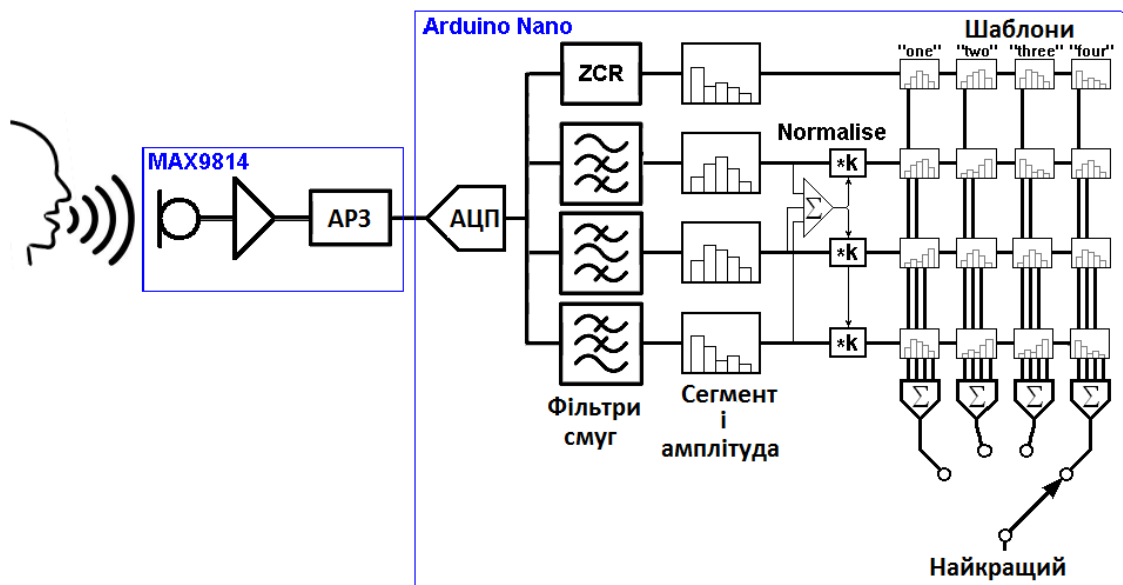 Arduino Nano
Шаблони
"one" "two" "three" "four"
ZCR
Normalise
MAX9814
*k
АРЗ
АЦП
Σ
*k
*k
Σ Σ Σ Σ
Фільтри
смуг
Сегмент
і
амплітуда
Найкращий